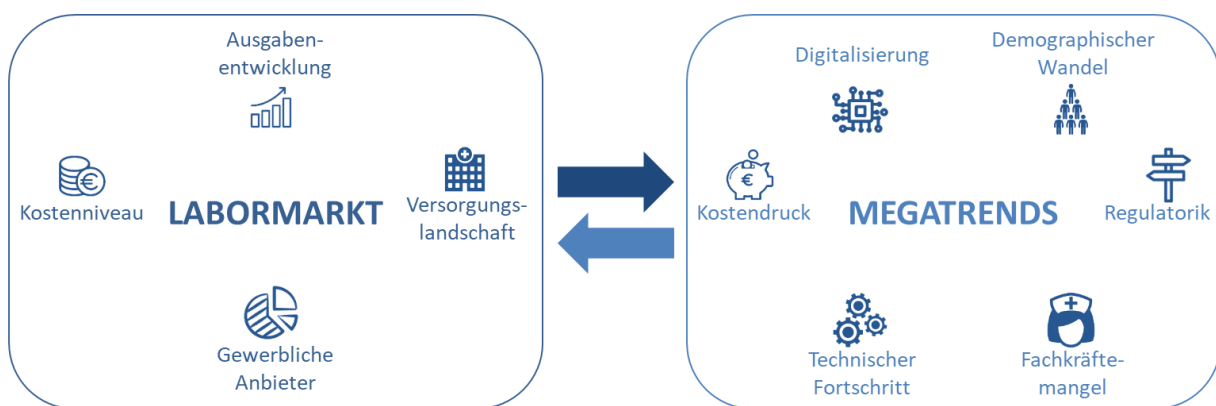 Ausgaben-
entwicklung
Kostenniveau
LABORMARKT
Versorgungs-
landschaft
Gewerbliche
Anbieter
Digitalisierung
Demographischer
Wandel
Kostendruck
MEGATRENDS
Regulatorik
Technischer
Fortschritt
Fachkräfte-
mangel